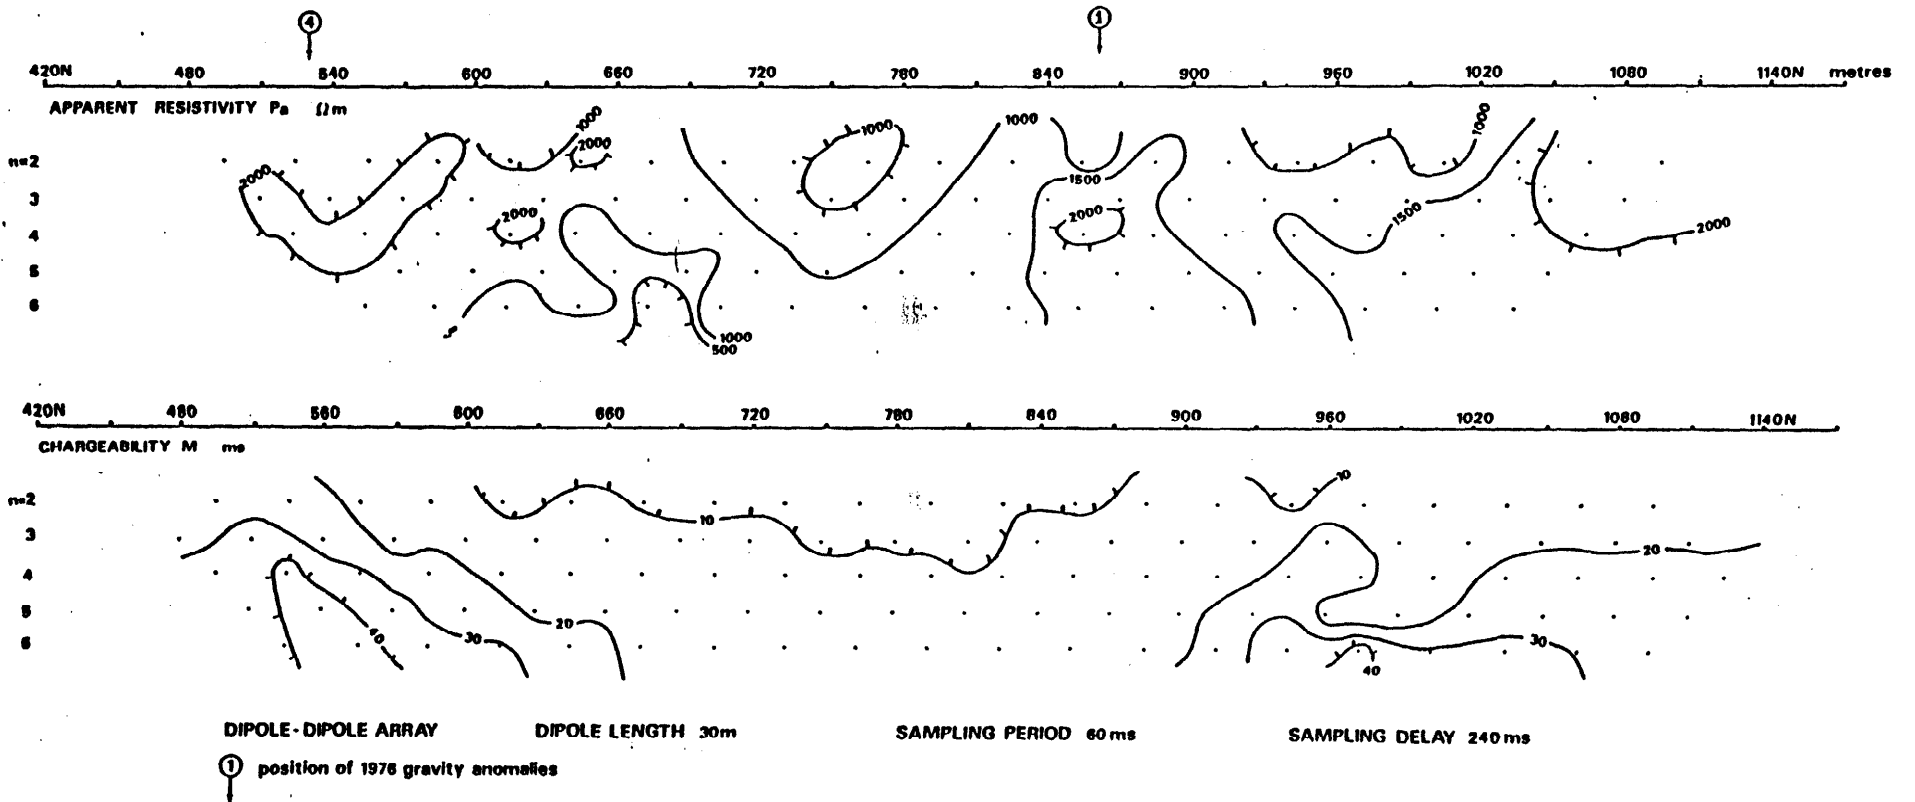 4 1
420N 480 540 600 660 720 780 840 900 960 1020 1080 1140N metres
APPARENT RESISTIVITY Pa Ωm
1000 1000 1000 1000
n=2 2000
2000 1500
3
2000 2000 1500
4 2000
5
6
1000
500
420N 480 560 600 660 720 780 840 900 960 1020 1080 1140N
CHARGEABILITY M ms
10
n=2
10
3 20
4
5 20
40 30 30
6
40
DIPOLE-DIPOLE ARRAY DIPOLE LENGTH 30m SAMPLING PERIOD 60ms SAMPLING DELAY 240ms
1 position of 1976 gravity anomalies